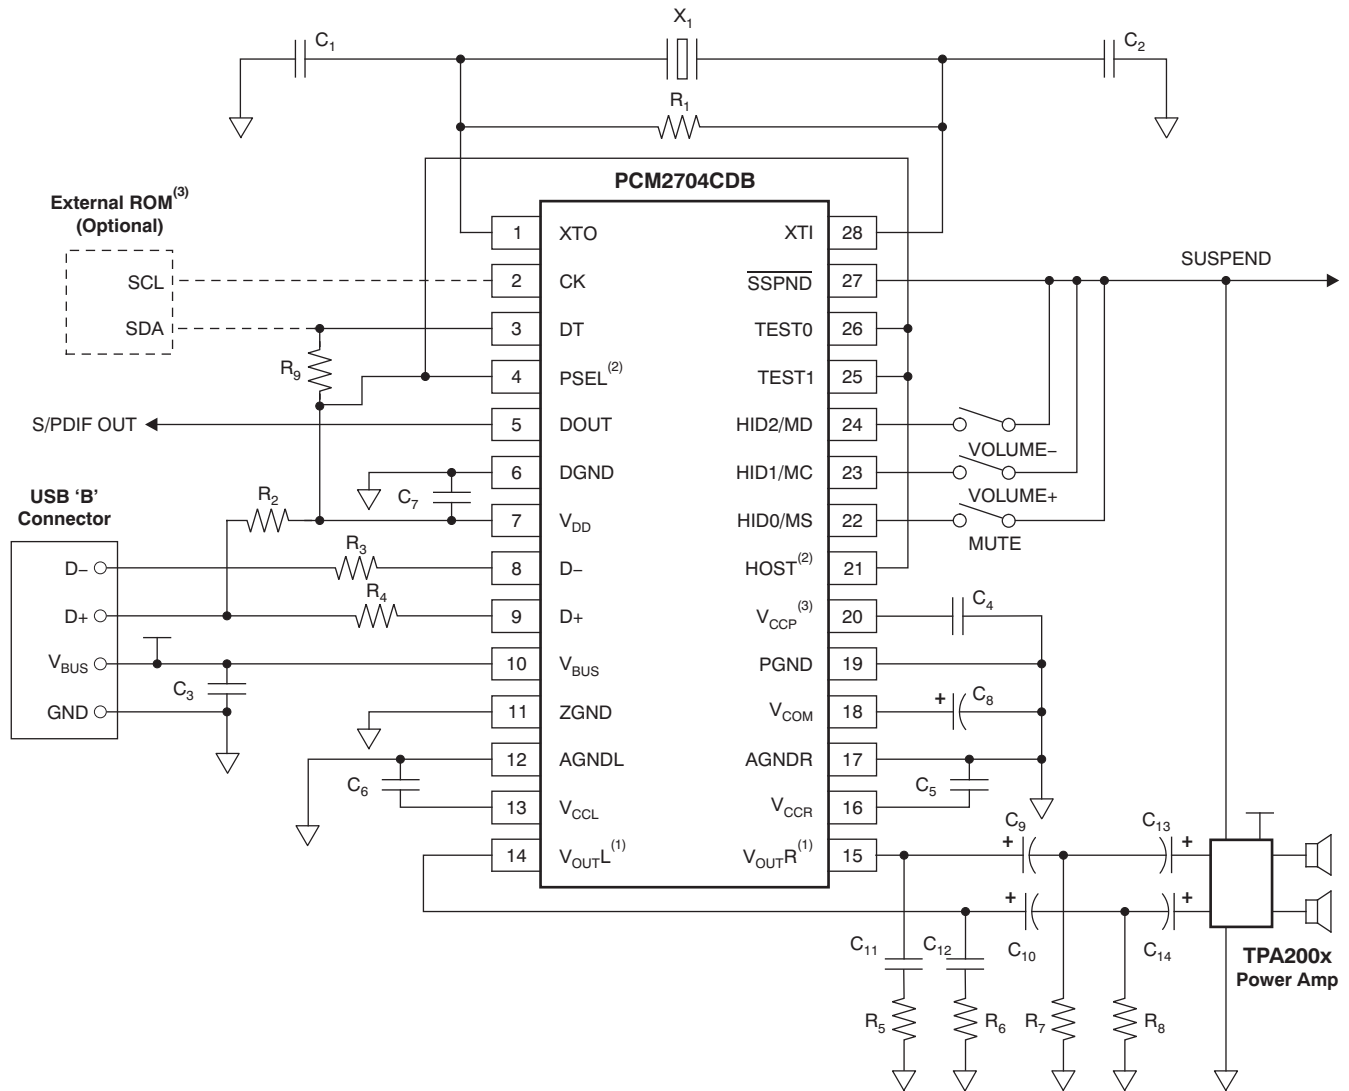 X1
C1
C2
R1
PCM2704CDB
External ROM(3)
(Optional)
1 XTO
XTI 28
SUSPEND
SCL
2 CK
SSPND 27
SDA
3 DT
TEST0 26
R9
4 PSEL(2)
TEST1 25
S/PDIF OUT
5 DOUT
HID2/MD 24
VOLUME−
6 DGND
HID1/MC 23
C7
VOLUME+
USB ‘B’
Connector
R2
7 VDD
HID0/MS 22
MUTE
D−
R3
8 D−
HOST(2) 21
D+
R4
9 D+
VCCP(3) 20
C4
VBUS
10 VBUS
PGND 19
C3
GND
11 ZGND
VCOM 18
+
C8
12 AGNDL
AGNDR 17
C6
C5
13 VCCL
VCCR 16
C9
C13
14 VOUTL(1)
VOUTR(1) 15
+
+
+
+
C11
C12
C10
C14
TPA200x
Power Amp
R5
R6
R7
R8